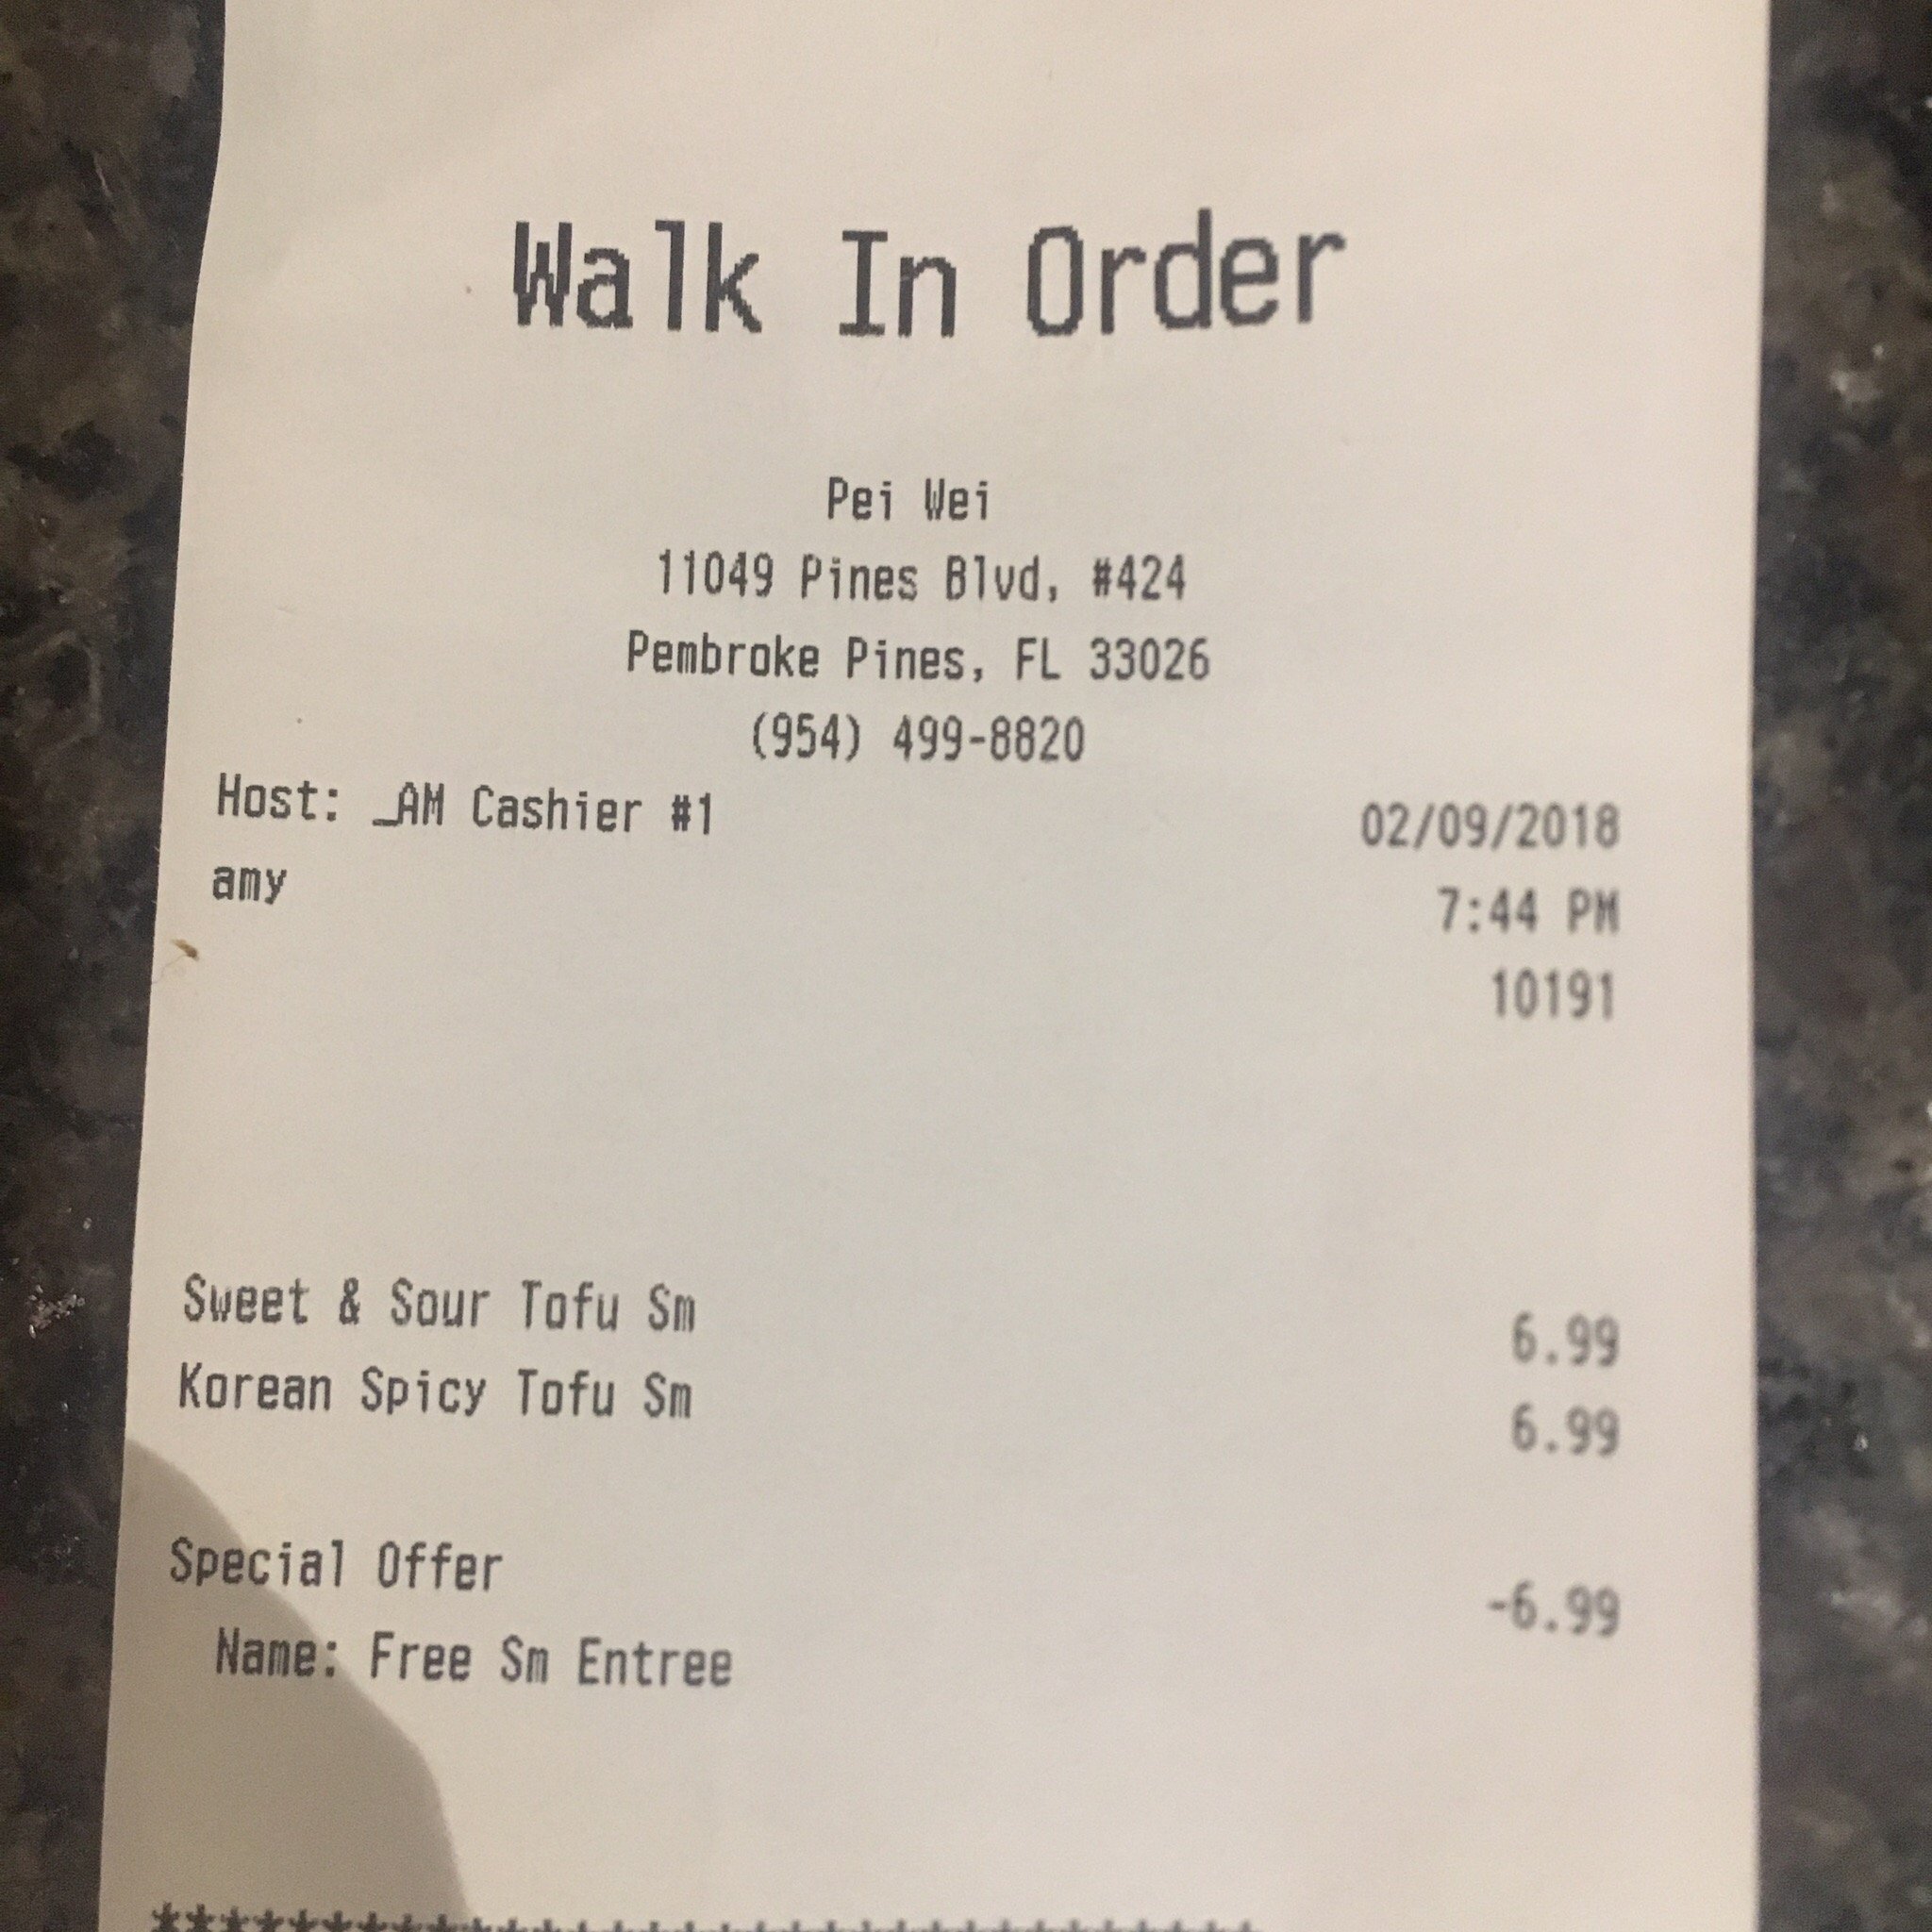 Walk In Order
Pei Wei
11049 Pines Blvd, #424
Pembroke Pines, FL 33026
(954) 499-8820
Host: _AM Cashier #1 02/09/2018
amy 7:44 PM
10191
Sweet & Sour Tofu Sm 6.99
Korean Spicy Tofu Sm 6.99
Special Offer -6.99
Name: Free Sm Entree